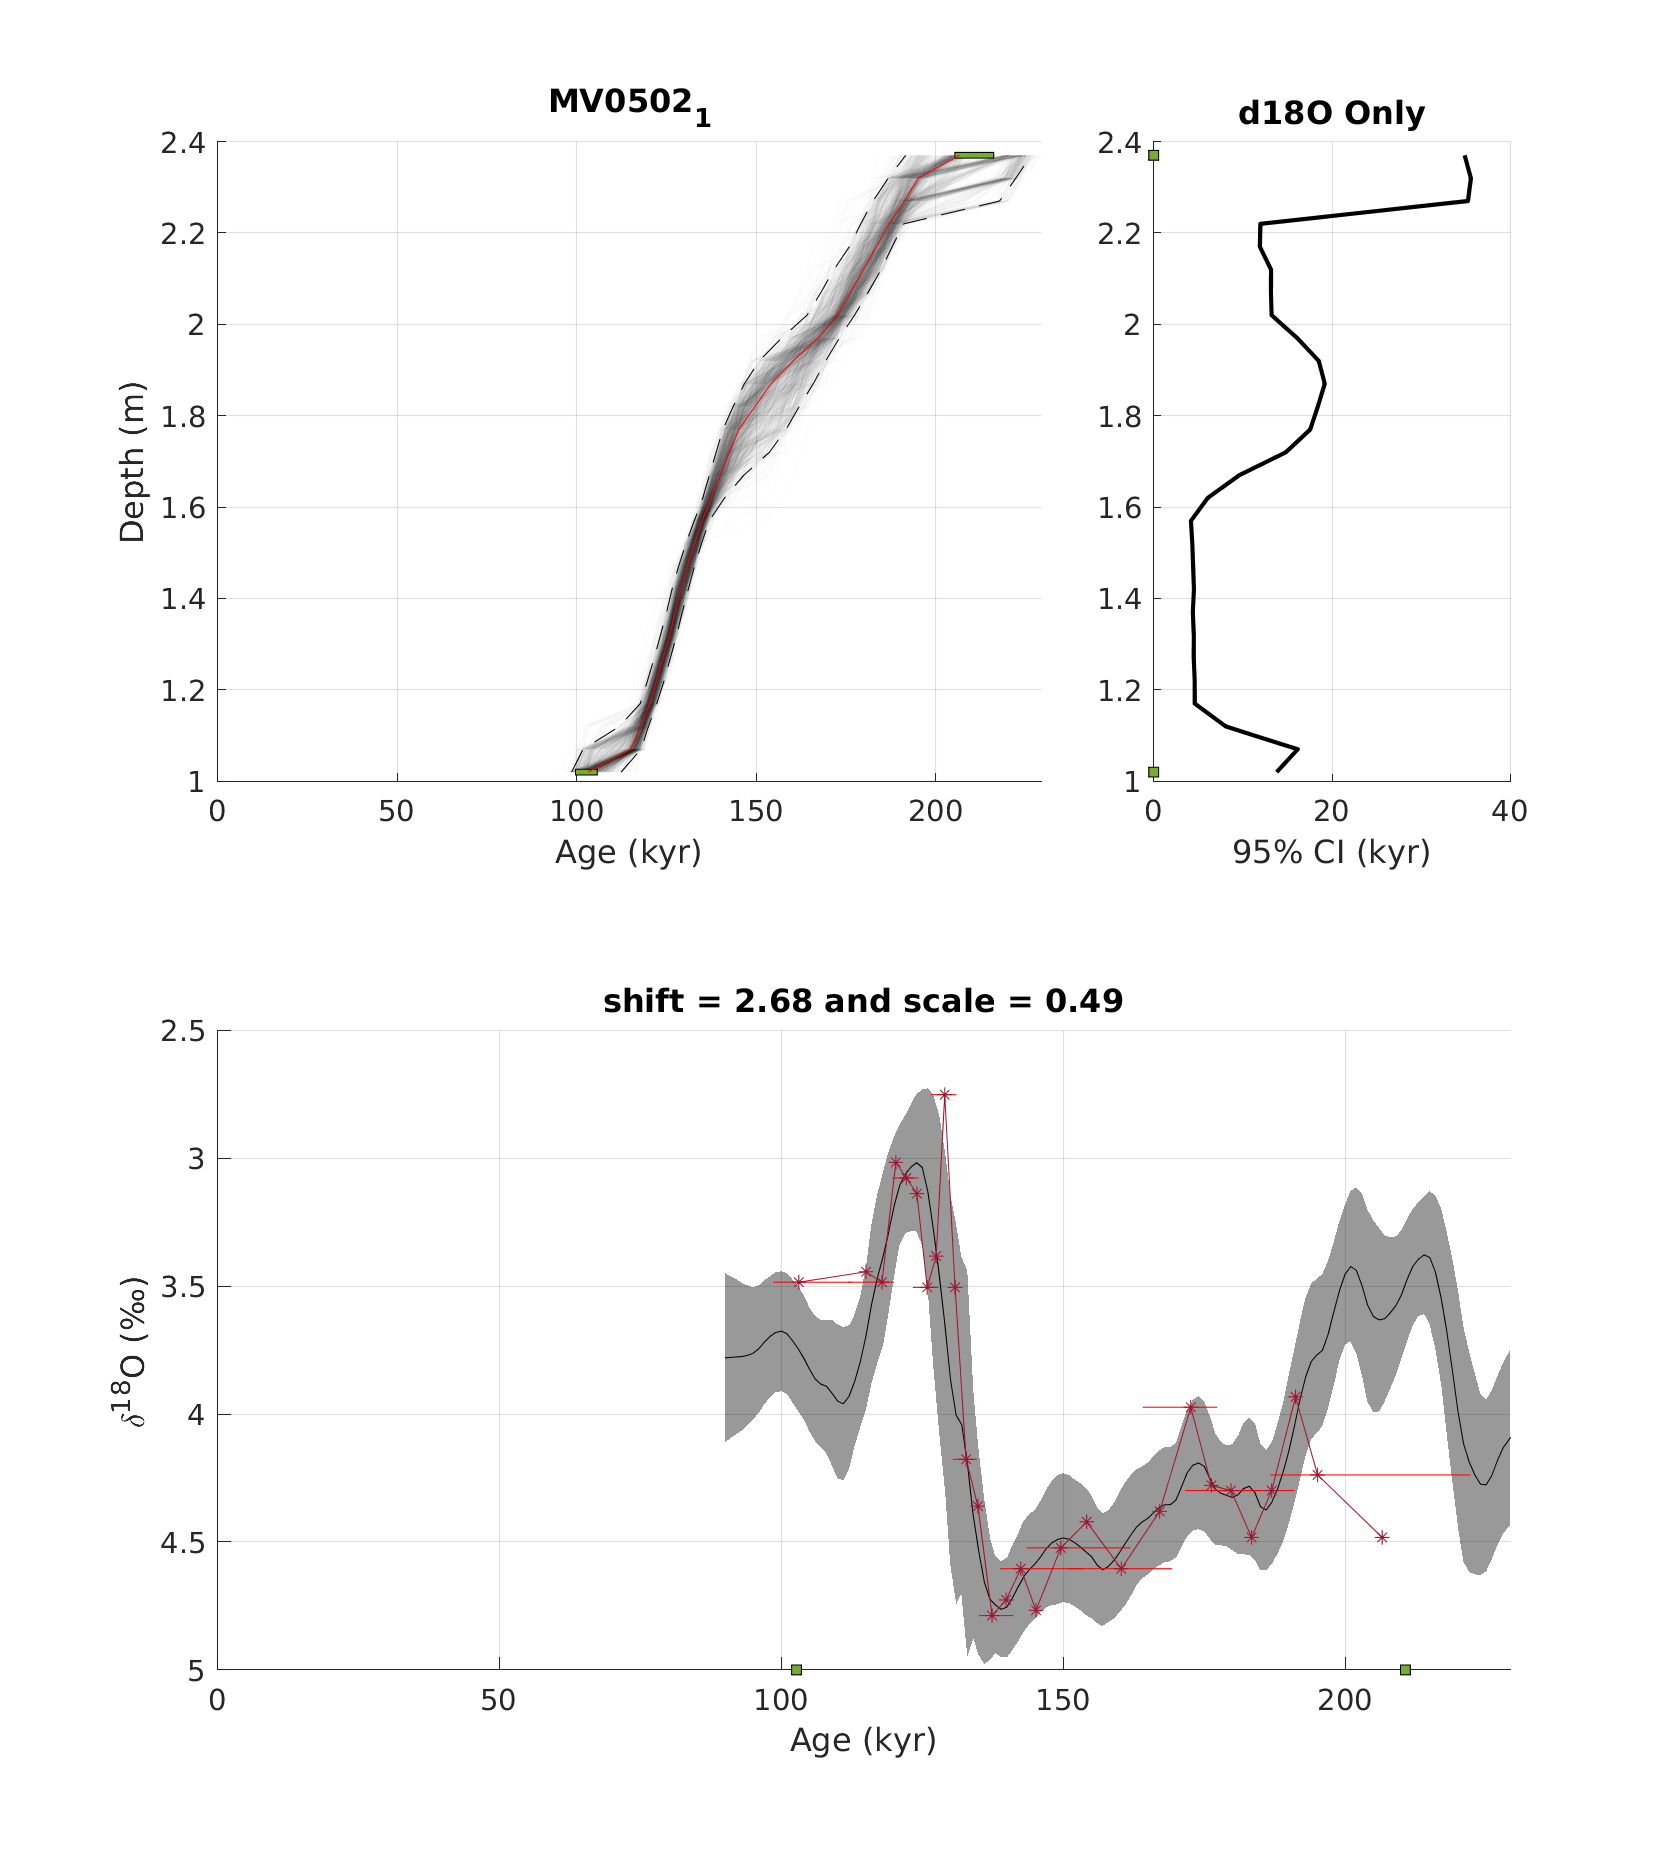 MV0502₁
2.4
2.2
2
1.8
1.6
1.4
1.2
1
Depth (m)
0 50 100 150 200
Age (kyr)
d18O Only
2.4
2.2
2
1.8
1.6
1.4
1.2
1
0 20 40
95% CI (kyr)
shift = 2.68 and scale = 0.49
2.5
3
3.5
4
4.5
5
δ¹⁸O (‰)
0 50 100 150 200
Age (kyr)